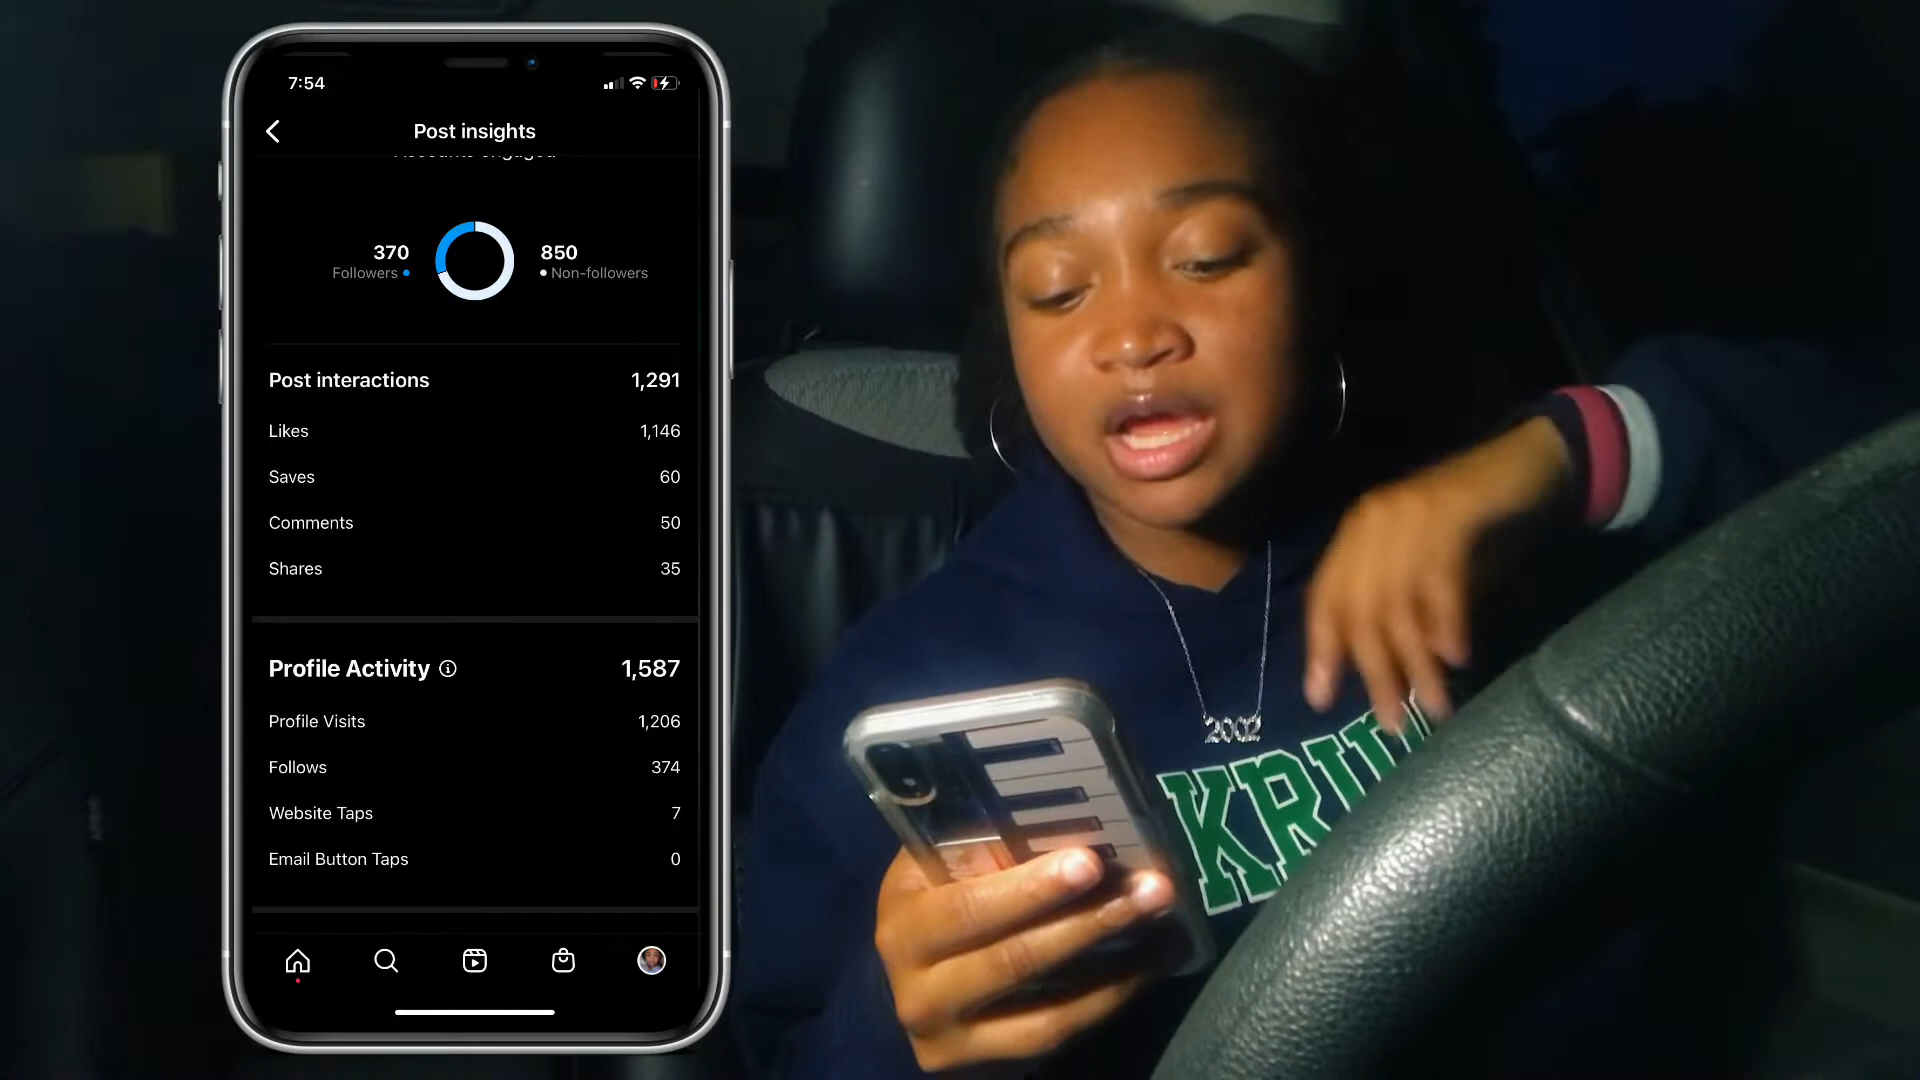 7:54
Post insights
Accounts engaged
370
Followers
850
Non-followers
Post interactions 1,291
Likes 1,146
Saves 60
Comments 50
Shares 35
Profile Activity 1,587
Profile Visits 1,206
Follows 374
Website Taps 7
Email Button Taps 0
2002